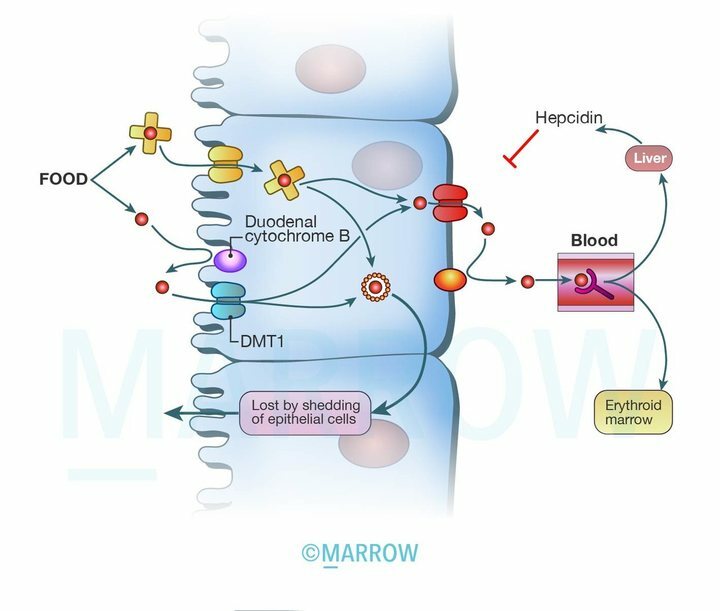 Hepcidin
Liver
FOOD
Duodenal
cytochrome B
Blood
DMT1
Lost by shedding
of epithelial cells
Erythroid
marrow
MARROW
©MARROW